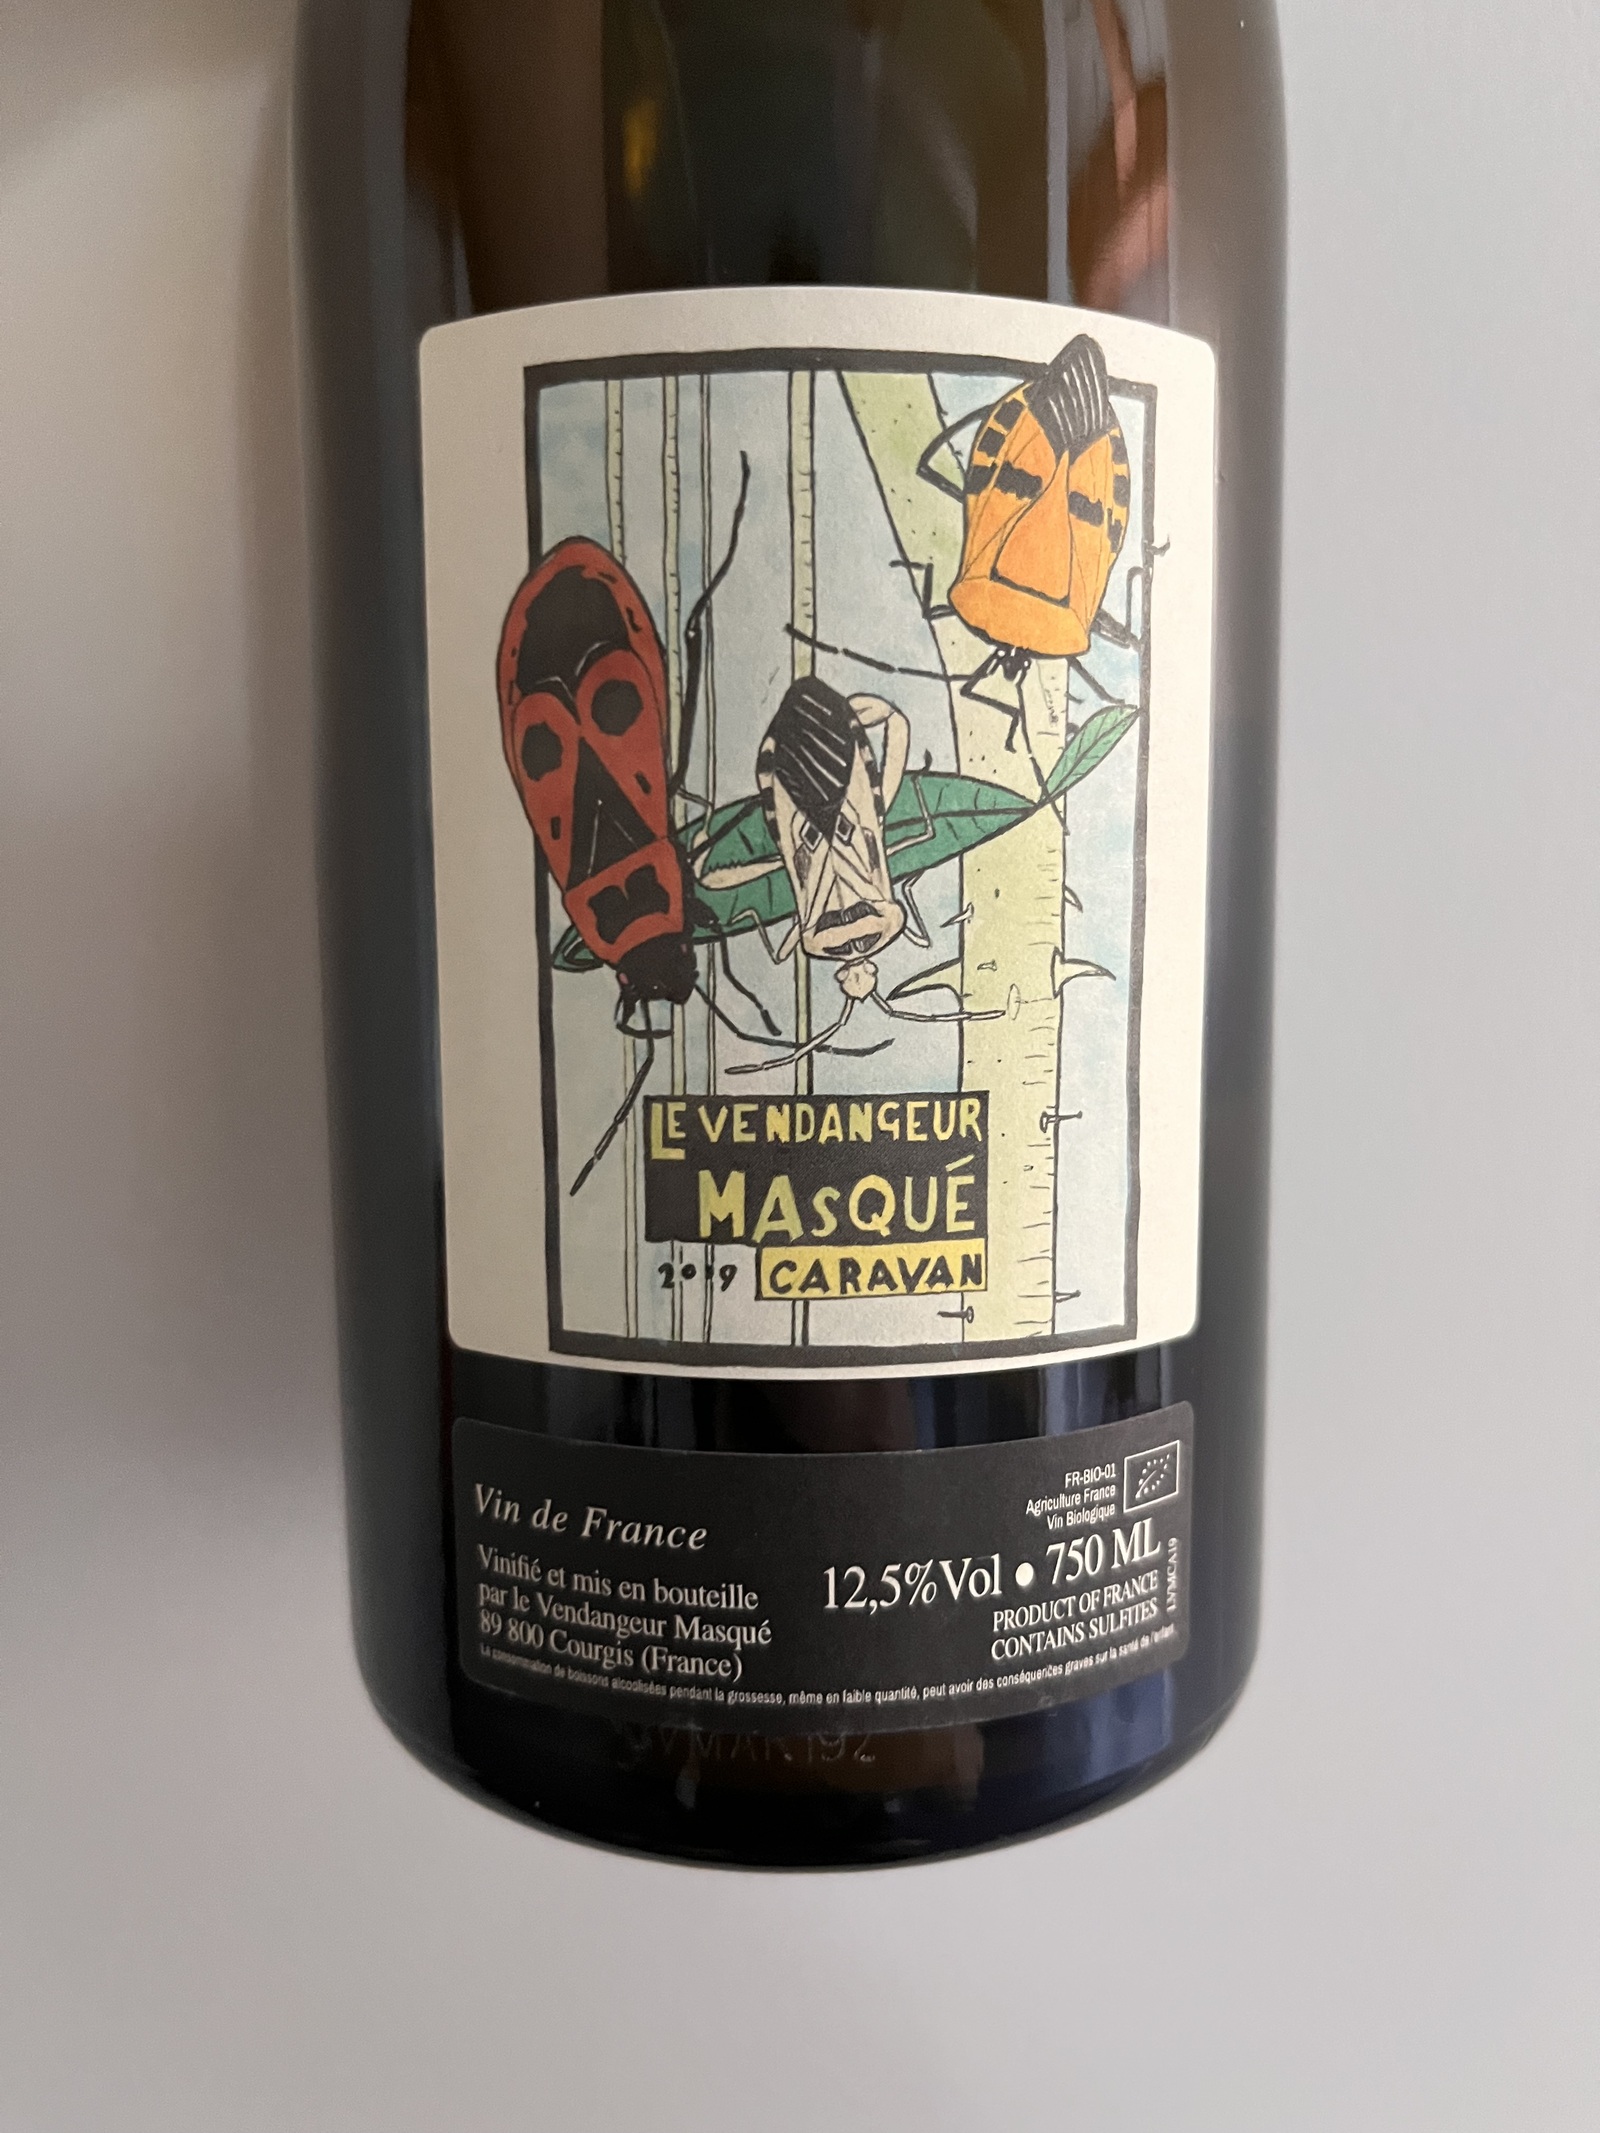 LE VENDANGEUR
MASQUÉ
2019 CARAVAN
Vin de France
Vinifié et mis en bouteille
par le Vendangeur Masqué
89 800 Courgis (France)
FR-BIO-01
Agriculture France
Vin Biologique
12,5%Vol • 750 ML
PRODUCT OF FRANCE
CONTAINS SULFITES
LVMCA19
La consommation de boissons alcoolisées pendant la grossesse, même en faible quantité, peut avoir des conséquences graves sur la santé de l'enfant.